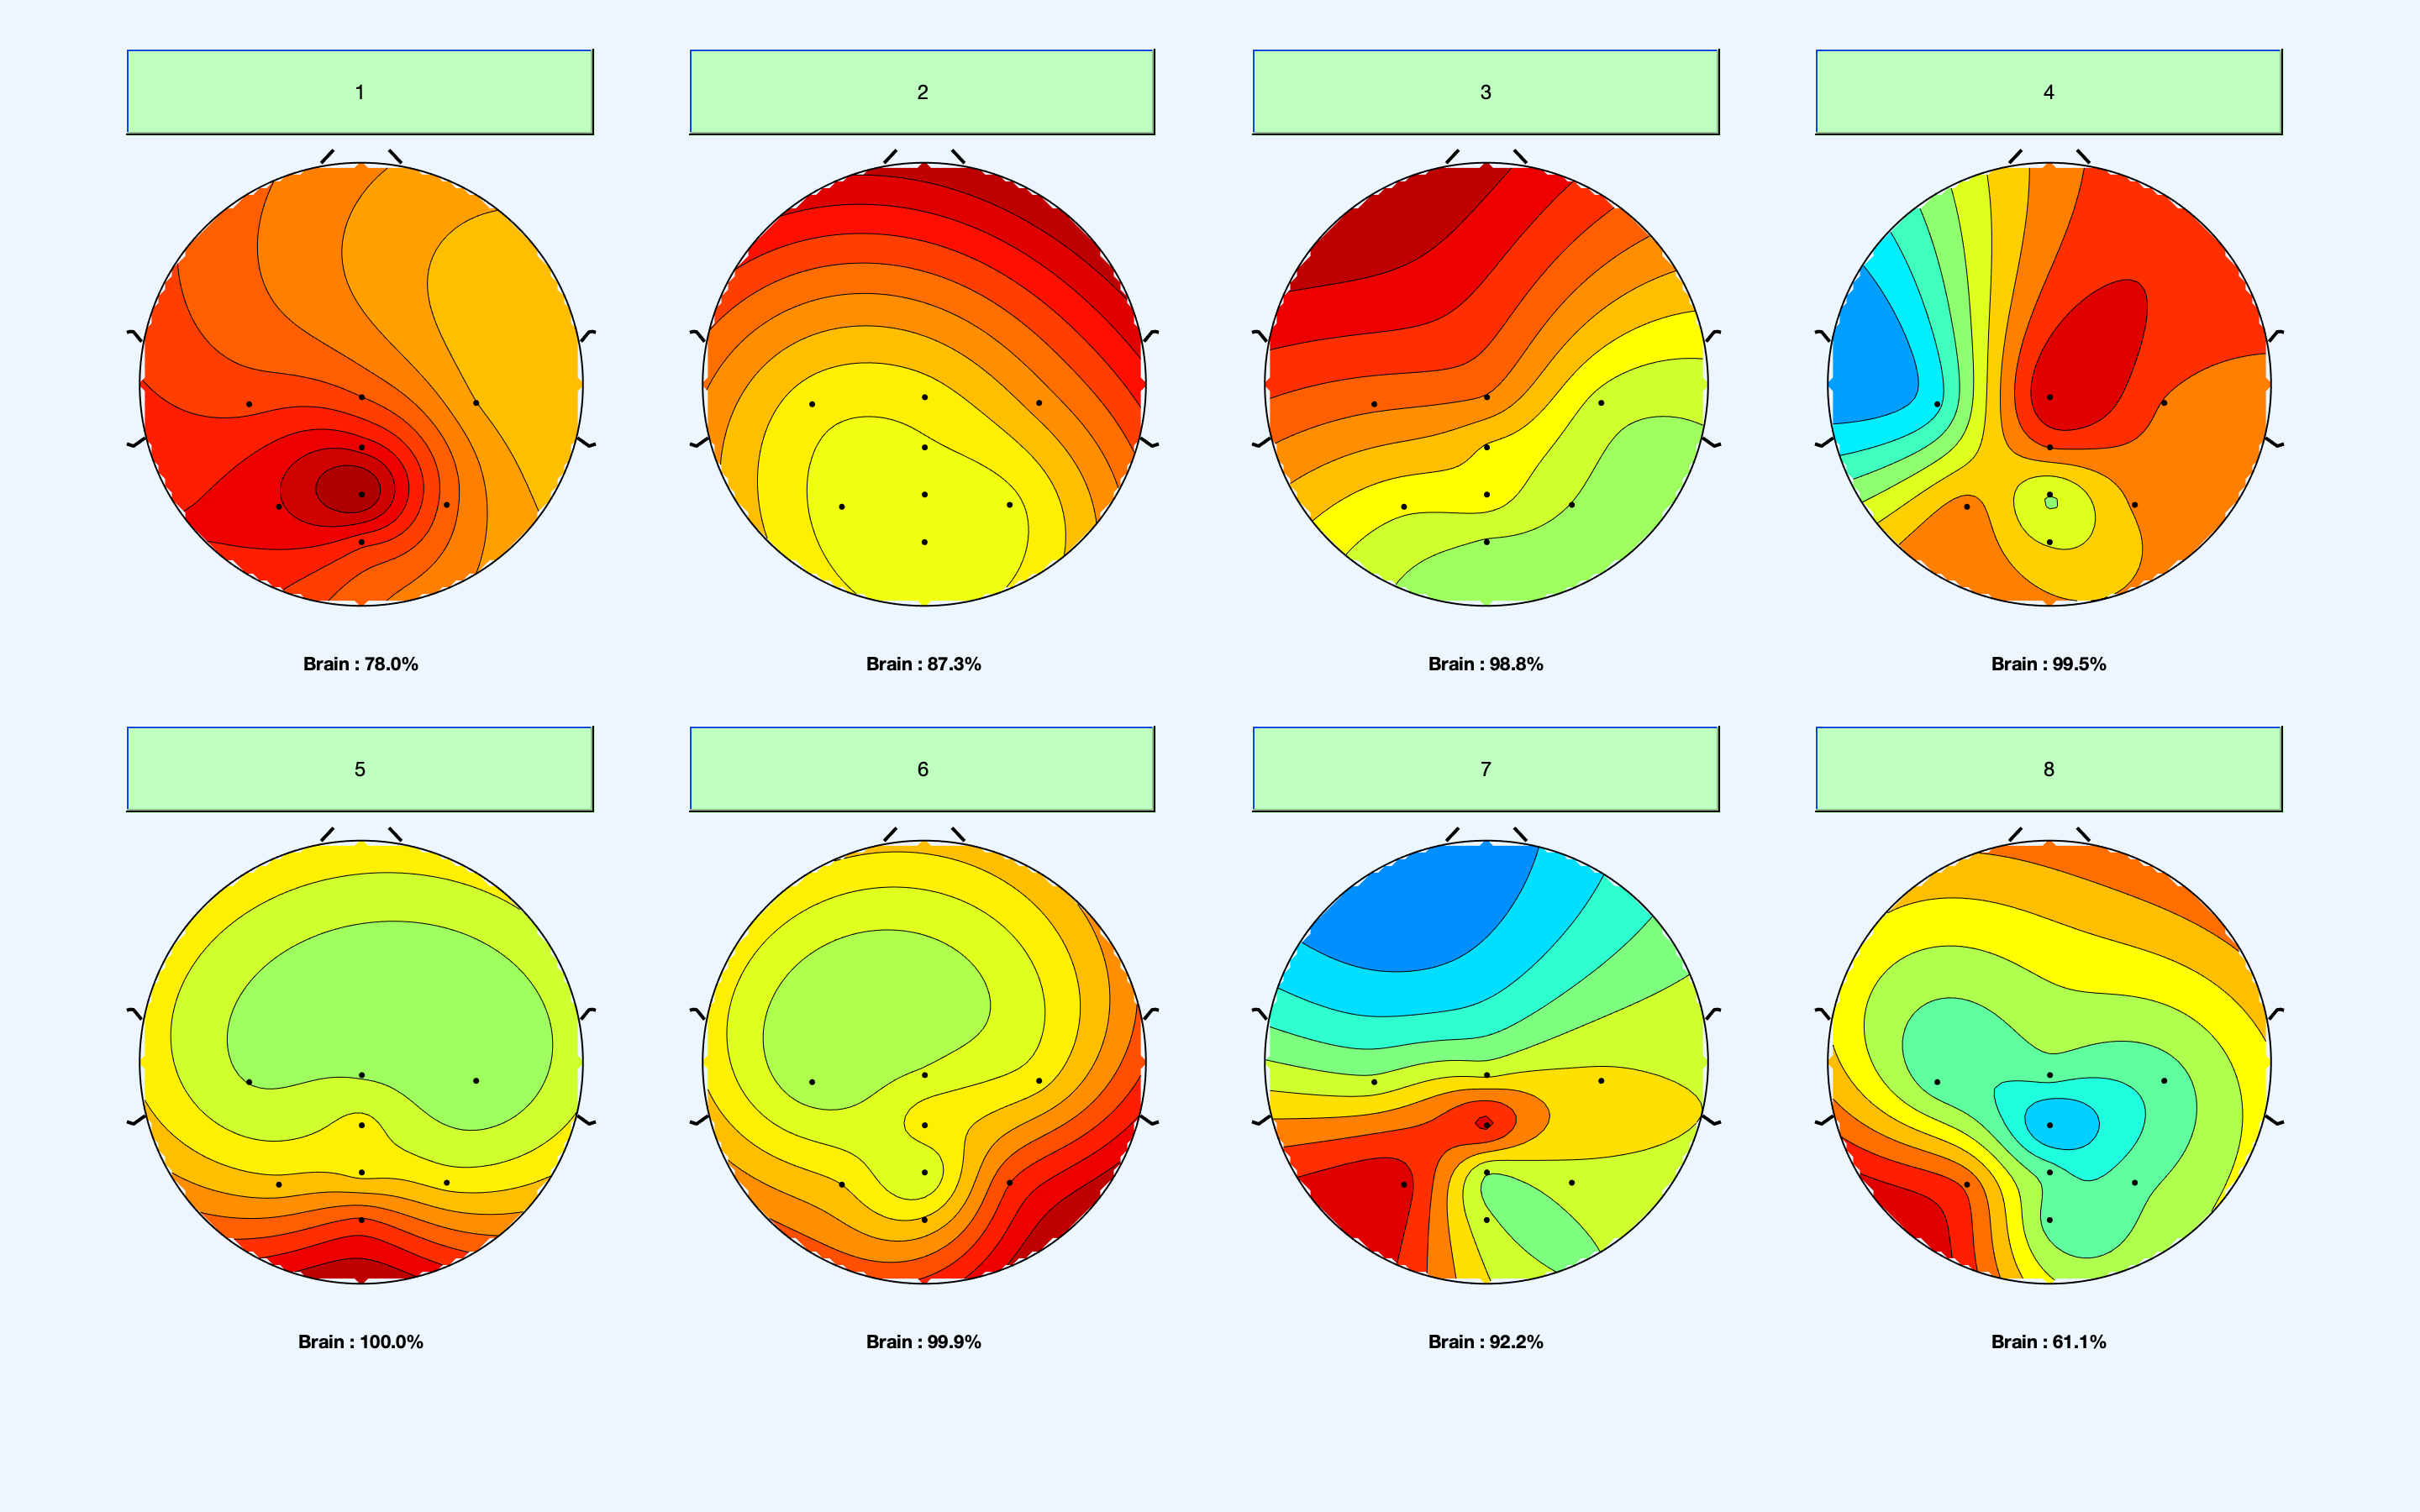 1
2
3
4
Brain : 78.0%
Brain : 87.3%
Brain : 98.8%
Brain : 99.5%
5
6
7
8
Brain : 100.0%
Brain : 99.9%
Brain : 92.2%
Brain : 61.1%